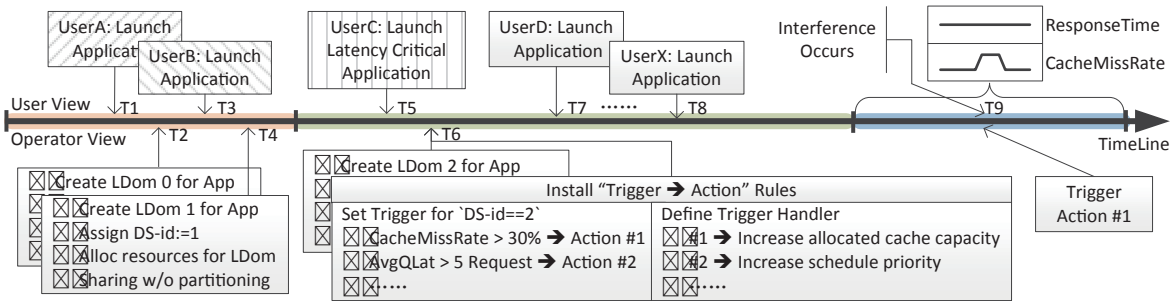 UserA: Launch
Application
UserB: Launch
Application
UserC: Launch
Latency Critical
Application
UserD: Launch
Application
UserX: Launch
Application
Interference
Occurs
ResponseTime
CacheMissRate
User View
T1
T3
T5
T7
......
T8
T9
Operator View
T2
T4
T6
TimeLine
Create LDom 0 for App
Create LDom 1 for App
Assign DS-id:=1
Alloc resources for LDom
Sharing w/o partitioning
Create LDom 2 for App
Install “Trigger ➔ Action” Rules
Set Trigger for `DS-id==2`
CacheMissRate > 30% ➔ Action #1
AvgQLat > 5 Request ➔ Action #2
......
Define Trigger Handler
#1 ➔ Increase allocated cache capacity
#2 ➔ Increase schedule priority
......
Trigger
Action #1